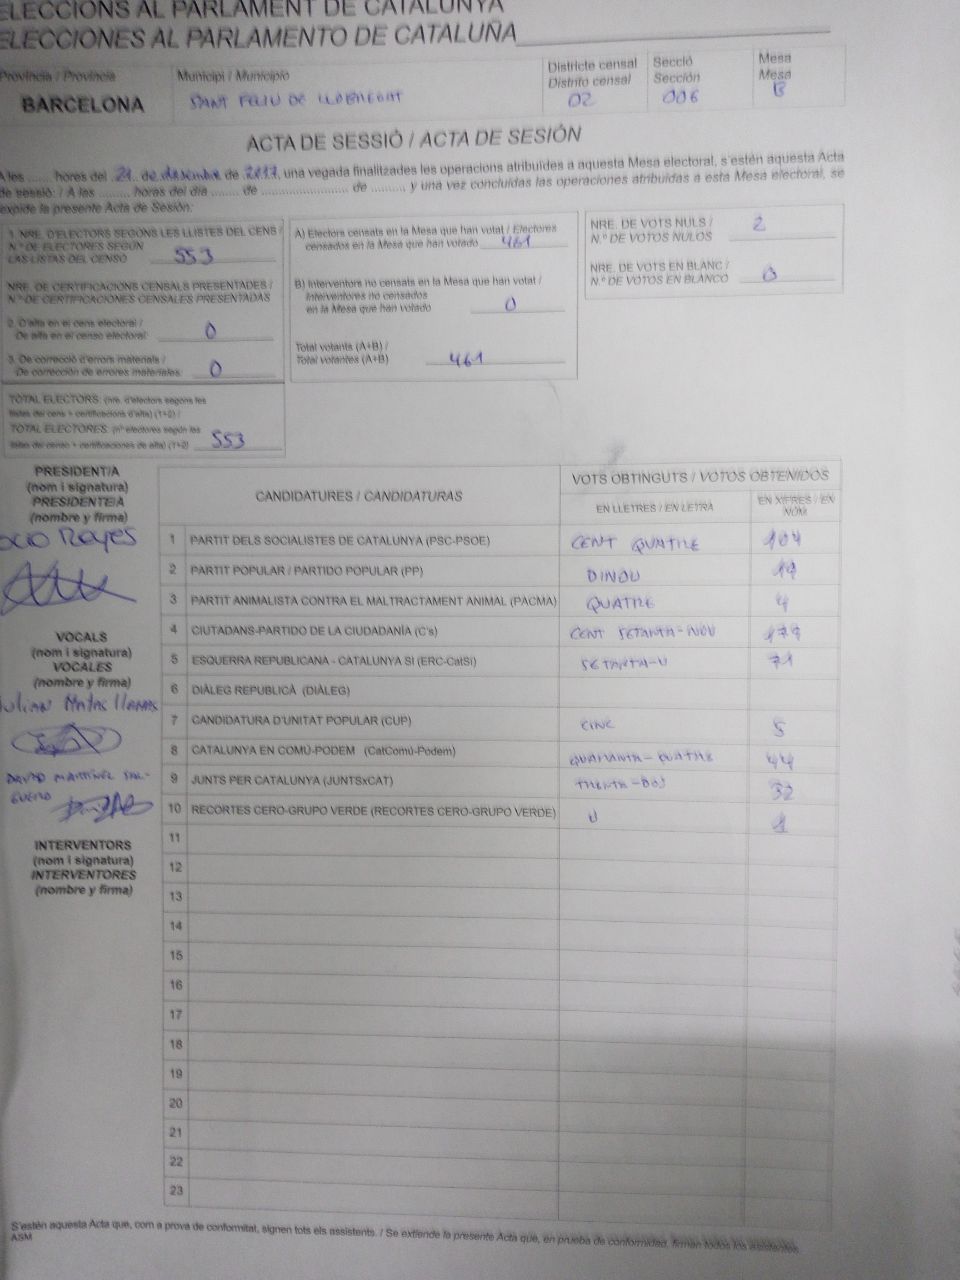 ELECCIONS AL PARLAMENT DE CATALUNYA
ELECCIONES AL PARLAMENTO DE CATALUÑA
Província / Provincia
BARCELONA
Municipi / Municipio
SANT FELIU DE LLOBREGAT
Districte censal
Distrito censal
02
Secció
Sección
006
Mesa
Mesa
B
ACTA DE SESSIÓ / ACTA DE SESIÓN
A les ...... hores del 21 de desembre de 2017, una vegada finalitzades les operacions atribuïdes a aquesta Mesa electoral, s'estén aquesta Acta
de sessió: / A las ........ horas del día ....... de ........................ de ......... y una vez concluidas las operaciones atribuidas a esta Mesa electoral, se
expide la presente Acta de Sesión:
1. NRE. D'ELECTORS SEGONS LES LLISTES DEL CENS /
N.º DE ELECTORES SEGÚN
LAS LISTAS DEL CENSO 553
NRE. DE CERTIFICACIONS CENSALS PRESENTADES /
N.º DE CERTIFICACIONES CENSALES PRESENTADAS
2. D'alta en el cens electoral /
De alta en el censo electoral: 0
3. De correcció d'errors materials /
De corrección de errores materiales: 0
TOTAL ELECTORS: (nre. d'electors segons les
llistes del cens + certificacions d'alta) (1+2) /
TOTAL ELECTORES: (nº electores según las
listas del censo + certificaciones de alta) (1+2) 553
A) Electors censats en la Mesa que han votat / Electores
censados en la Mesa que han votado 461
B) Interventors no censats en la Mesa que han votat /
Interventores no censados
en la Mesa que han votado 0
Total votants (A+B) /
Total votantes (A+B) 461
NRE. DE VOTS NULS /
N.º DE VOTOS NULOS 2
NRE. DE VOTS EN BLANC /
N.º DE VOTOS EN BLANCO 0
PRESIDENT/A
(nom i signatura)
PRESIDENTE/A
(nombre y firma)
ocio Reyes
VOCALS
(nom i signatura)
VOCALES
(nombre y firma)
Julian Matas Llamas
DAVID MARTINEZ SAL-
GUERO
INTERVENTORS
(nom i signatura)
INTERVENTORES
(nombre y firma)
CANDIDATURES / CANDIDATURAS
VOTS OBTINGUTS / VOTOS OBTENIDOS
EN LLETRES / EN LETRA
EN XIFRES / EN
NÚM
1 PARTIT DELS SOCIALISTES DE CATALUNYA (PSC-PSOE) CENT QUATRE 104
2 PARTIT POPULAR / PARTIDO POPULAR (PP) DINOU 19
3 PARTIT ANIMALISTA CONTRA EL MALTRACTAMENT ANIMAL (PACMA) QUATRE 4
4 CIUTADANS-PARTIDO DE LA CIUDADANÍA (C's) CENT SETANTA-NOU 179
5 ESQUERRA REPUBLICANA - CATALUNYA SÍ (ERC-CatSí) SETANTA-U 71
6 DIÀLEG REPUBLICÀ (DIÀLEG)
7 CANDIDATURA D'UNITAT POPULAR (CUP) CINC 5
8 CATALUNYA EN COMÚ-PODEM (CatComú-Podem) QUARANTA-QUATRE 44
9 JUNTS PER CATALUNYA (JUNTSxCAT) TRENTA-DOS 32
10 RECORTES CERO-GRUPO VERDE (RECORTES CERO-GRUPO VERDE) U 1
11
12
13
14
15
16
17
18
19
20
21
22
23
S'estén aquesta Acta que, com a prova de conformitat, signen tots els assistents. / Se extiende la presente Acta que, en prueba de conformidad, firman todos los asistentes.
ASM